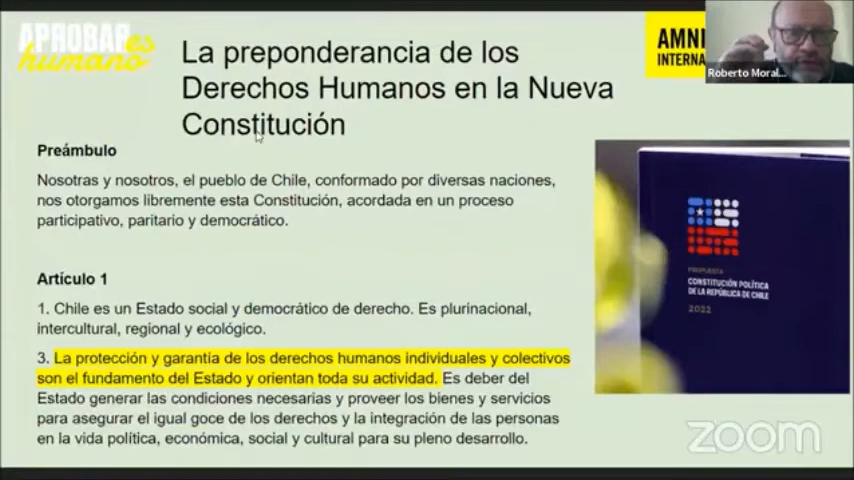 APROBAR es
humano
AMNI
INTERNA
Roberto Moral...
La preponderancia de los
Derechos Humanos en la Nueva
Constitución
Preámbulo
Nosotras y nosotros, el pueblo de Chile, conformado por diversas naciones,
nos otorgamos libremente esta Constitución, acordada en un proceso
participativo, paritario y democrático.
Artículo 1
1. Chile es un Estado social y democrático de derecho. Es plurinacional,
intercultural, regional y ecológico.
3. La protección y garantía de los derechos humanos individuales y colectivos
son el fundamento del Estado y orientan toda su actividad. Es deber del
Estado generar las condiciones necesarias y proveer los bienes y servicios
para asegurar el igual goce de los derechos y la integración de las personas
en la vida política, económica, social y cultural para su pleno desarrollo.
PROPUESTA
CONSTITUCIÓN POLÍTICA
DE LA REPÚBLICA DE CHILE
2022
zoom